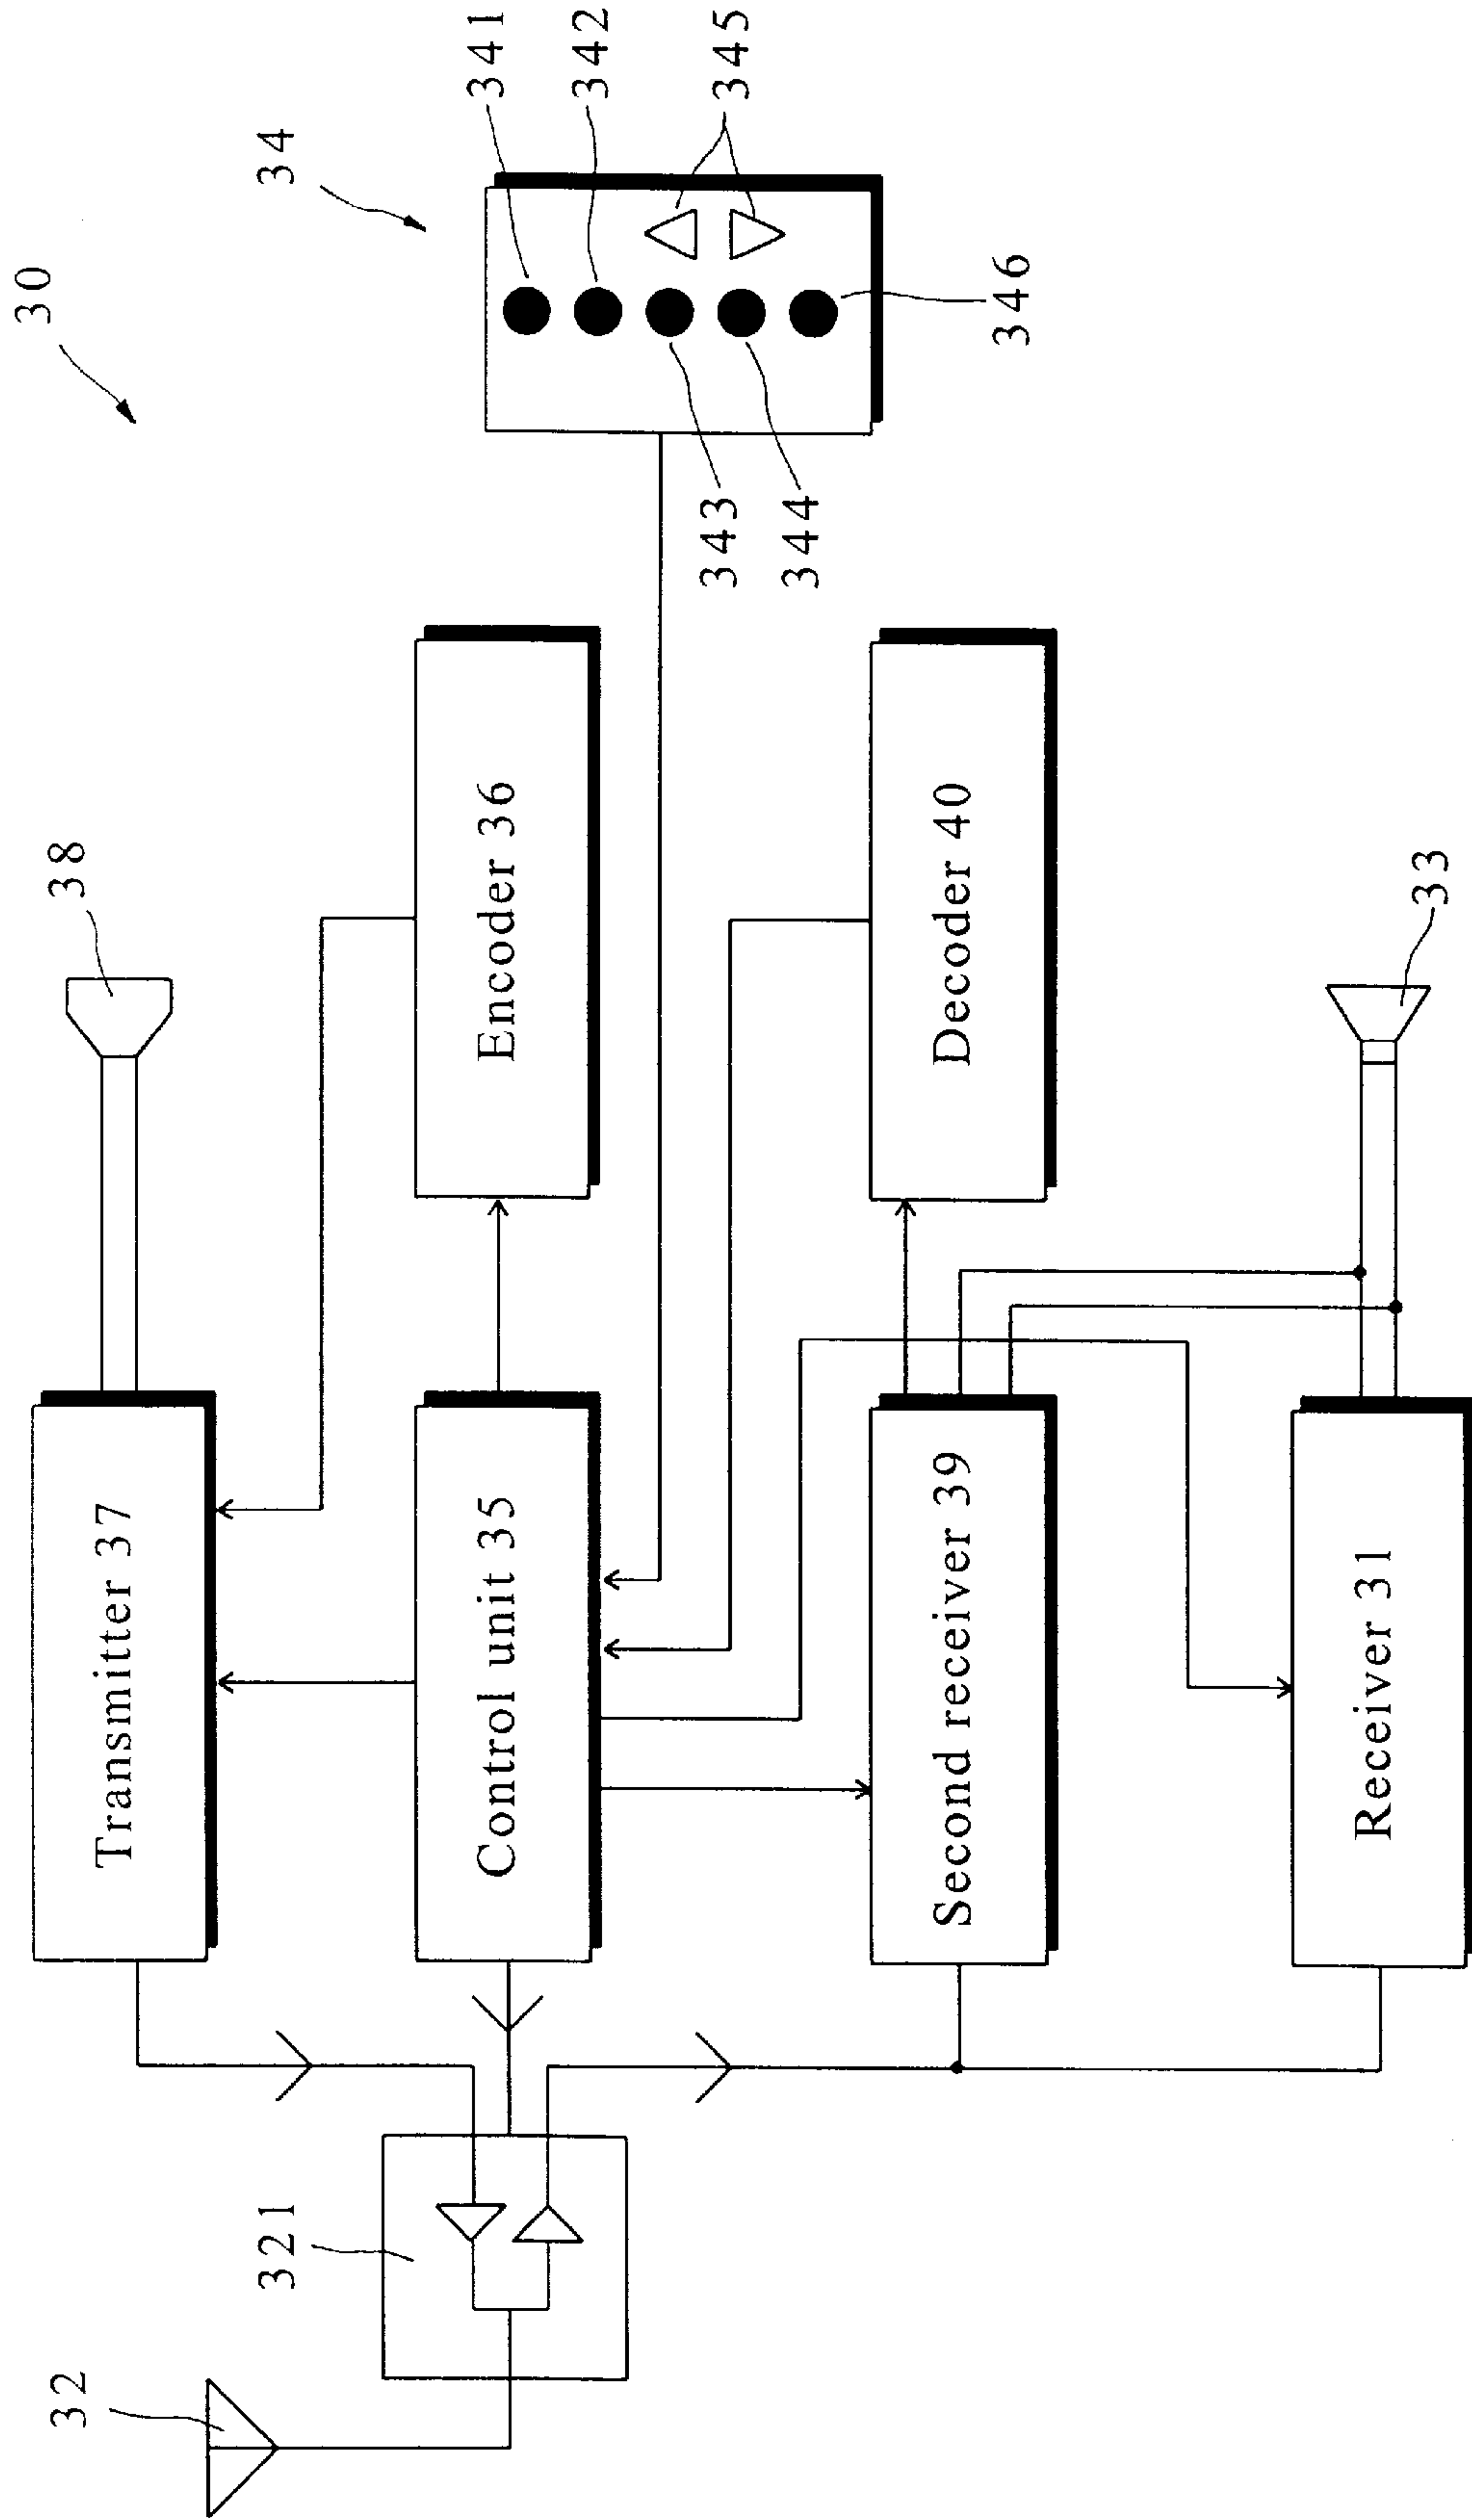 30
34
341
342
345
346
343
344
38
Encoder 36
Decoder 40
33
Transmitter 37
Control unit 35
Second receiver 39
Receiver 31
321
32